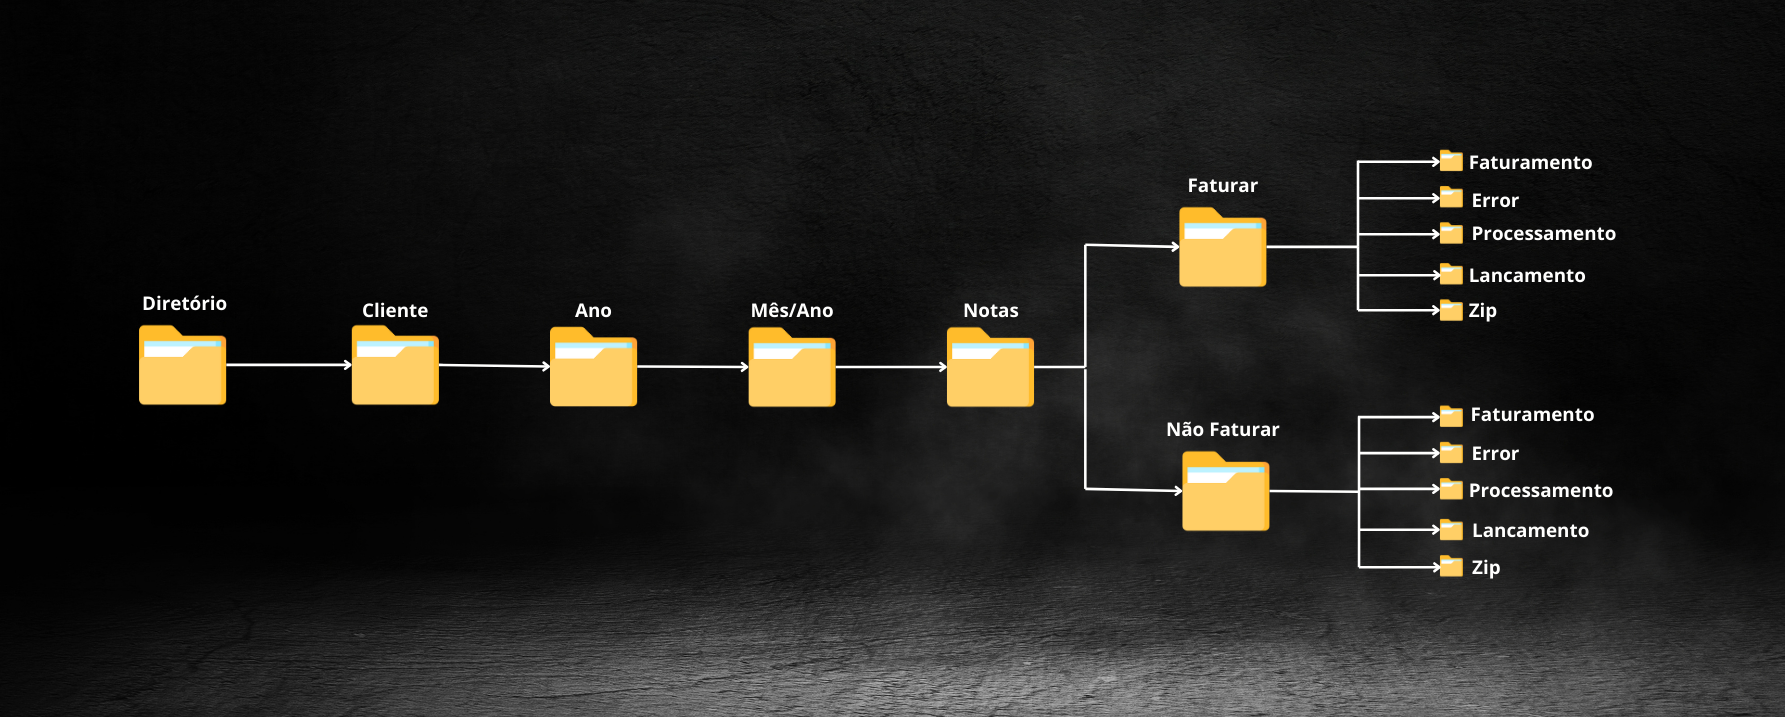 Diretório
Cliente
Ano
Mês/Ano
Notas
Faturar
Faturamento
Error
Processamento
Lancamento
Zip
Não Faturar
Faturamento
Error
Processamento
Lancamento
Zip